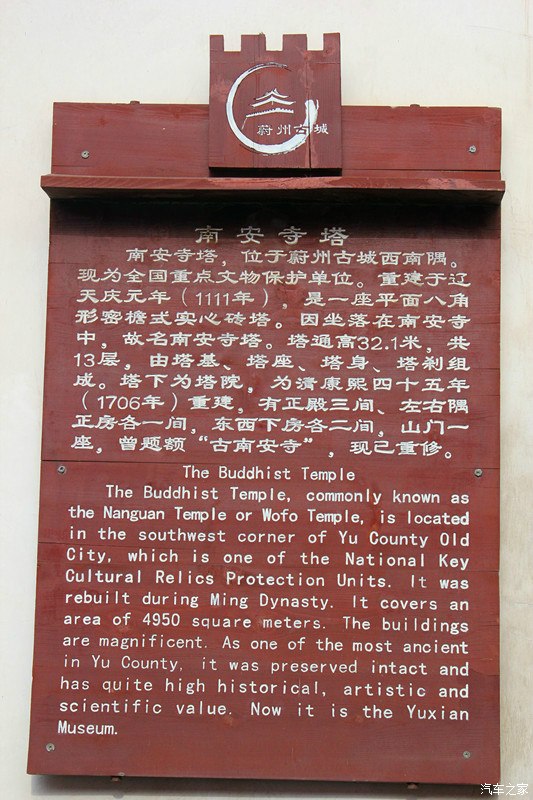 蔚州古城
南安寺塔
南安寺塔，位于蔚州古城西南隅。
现为全国重点文物保护单位。重建于辽
天庆元年（1111年），是一座平面八角
形密檐式实心砖塔。因坐落在南安寺
中，故名南安寺塔。塔通高32.1米，共
13层，由塔基、塔座、塔身、塔刹组
成。塔下为塔院，为清康熙四十五年
（1706年）重建，有正殿三间、左右隅
正房各一间，东西下房各二间，山门一
座，曾题额“古南安寺”，现已重修。
The Buddhist Temple
The Buddhist Temple, commonly known as
the Nanguan Temple or Wofo Temple, is located
in the southwest corner of Yu County Old
City, which is one of the National Key
Cultural Relics Protection Units. It was
rebuilt during Ming Dynasty. It covers an
area of 4950 square meters. The buildings
are magnificent. As one of the most ancient
in Yu County, it was preserved intact and
has quite high historical, artistic and
scientific value. Now it is the Yuxian
Museum.
汽车之家